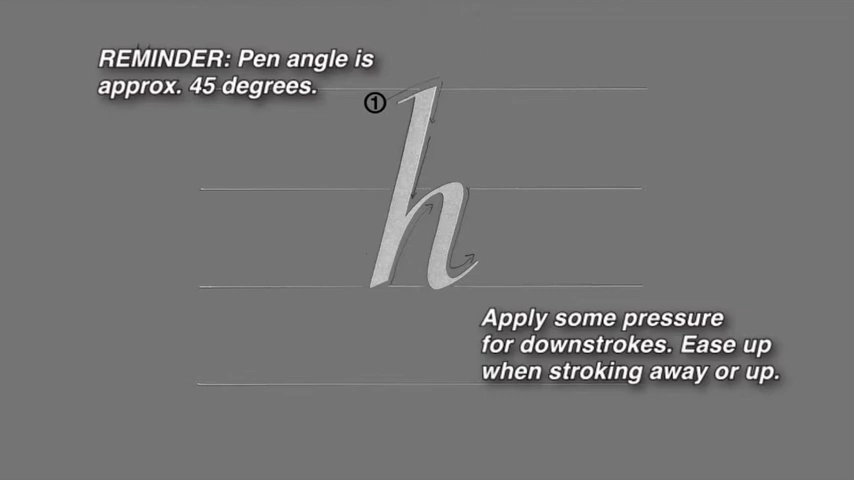 REMINDER: Pen angle is
approx. 45 degrees.
①
h
Apply some pressure
for downstrokes. Ease up
when stroking away or up.